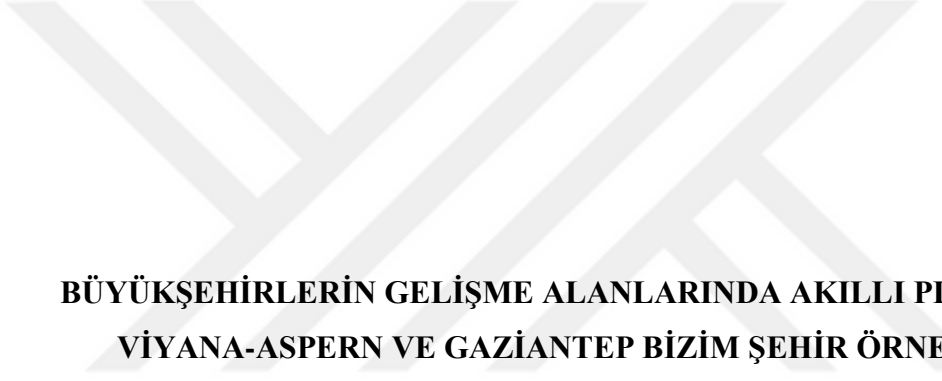 BÜYÜKŞEHİRLERİN GELİŞME ALANLARINDA AKILLI
VİYANA-ASPERN VE GAZİANTEP BİZİM ŞEHİR